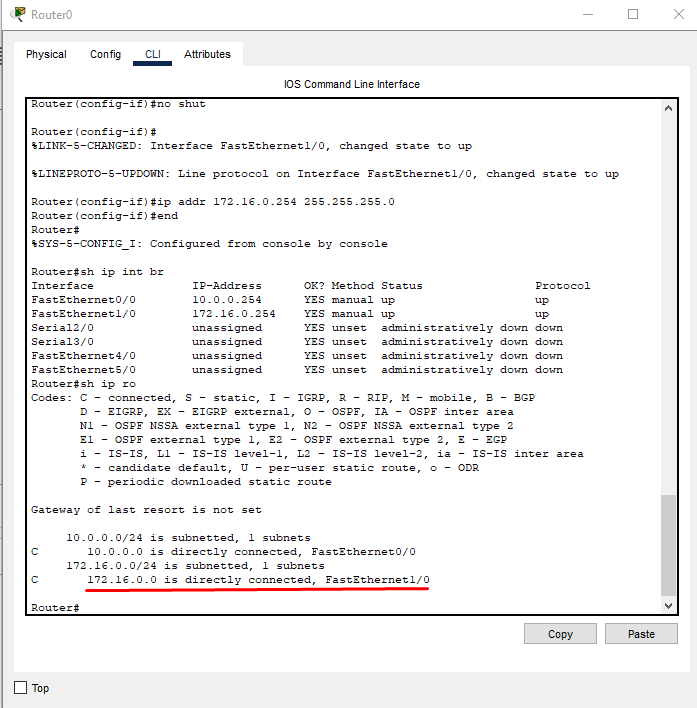 Router0
Physical Config CLI Attributes
IOS Command Line Interface
Router(config-if)#no shut
Router(config-if)#
%LINK-5-CHANGED: Interface FastEthernet1/0, changed state to up
%LINEPROTO-5-UPDOWN: Line protocol on Interface FastEthernet1/0, changed state to up
Router(config-if)#ip addr 172.16.0.254 255.255.255.0
Router(config-if)#end
Router#
%SYS-5-CONFIG_I: Configured from console by console
Router#sh ip int br
Interface IP-Address OK? Method Status Protocol
FastEthernet0/0 10.0.0.254 YES manual up up
FastEthernet1/0 172.16.0.254 YES manual up up
Serial2/0 unassigned YES unset administratively down down
Serial3/0 unassigned YES unset administratively down down
FastEthernet4/0 unassigned YES unset administratively down down
FastEthernet5/0 unassigned YES unset administratively down down
Router#sh ip ro
Codes: C - connected, S - static, I - IGRP, R - RIP, M - mobile, B - BGP
D - EIGRP, EX - EIGRP external, O - OSPF, IA - OSPF inter area
N1 - OSPF NSSA external type 1, N2 - OSPF NSSA external type 2
E1 - OSPF external type 1, E2 - OSPF external type 2, E - EGP
i - IS-IS, L1 - IS-IS level-1, L2 - IS-IS level-2, ia - IS-IS inter area
* - candidate default, U - per-user static route, o - ODR
P - periodic downloaded static route
Gateway of last resort is not set
10.0.0.0/24 is subnetted, 1 subnets
C 10.0.0.0 is directly connected, FastEthernet0/0
172.16.0.0/24 is subnetted, 1 subnets
C 172.16.0.0 is directly connected, FastEthernet1/0
Router#
Copy Paste
Top